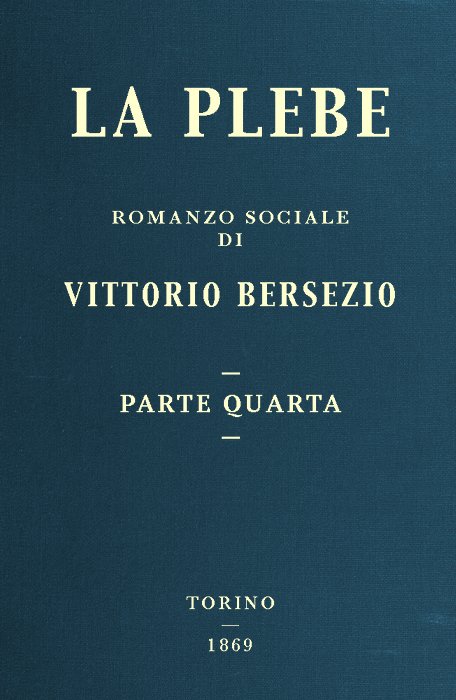 LA PLEBE
ROMANZO SOCIALE
DI
VITTORIO BERSEZIO
PARTE QUARTA
TORINO
1869